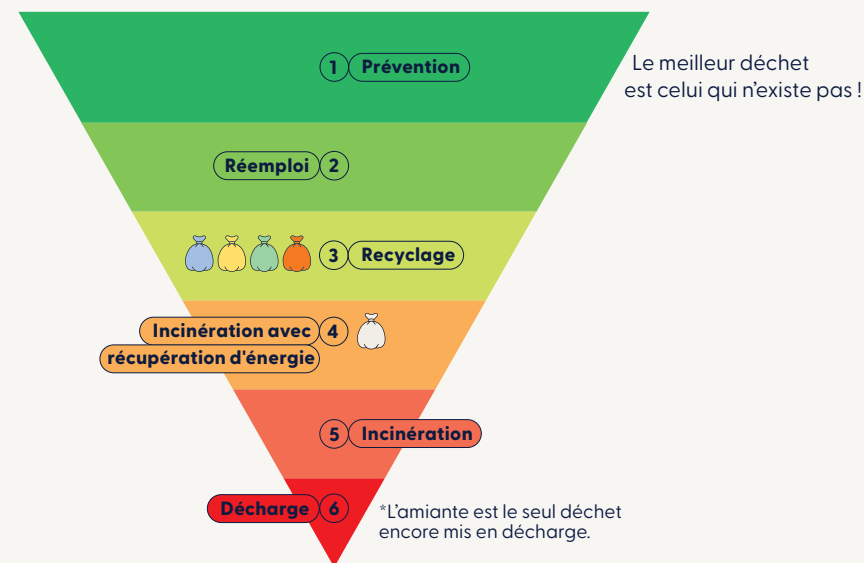 1 Prévention
Le meilleur déchet
est celui qui n'existe pas !
Réemploi 2
3 Recyclage
Incinération avec 4
récupération d'énergie
5 Incinération
Décharge 6
*L'amiante est le seul déchet
encore mis en décharge.